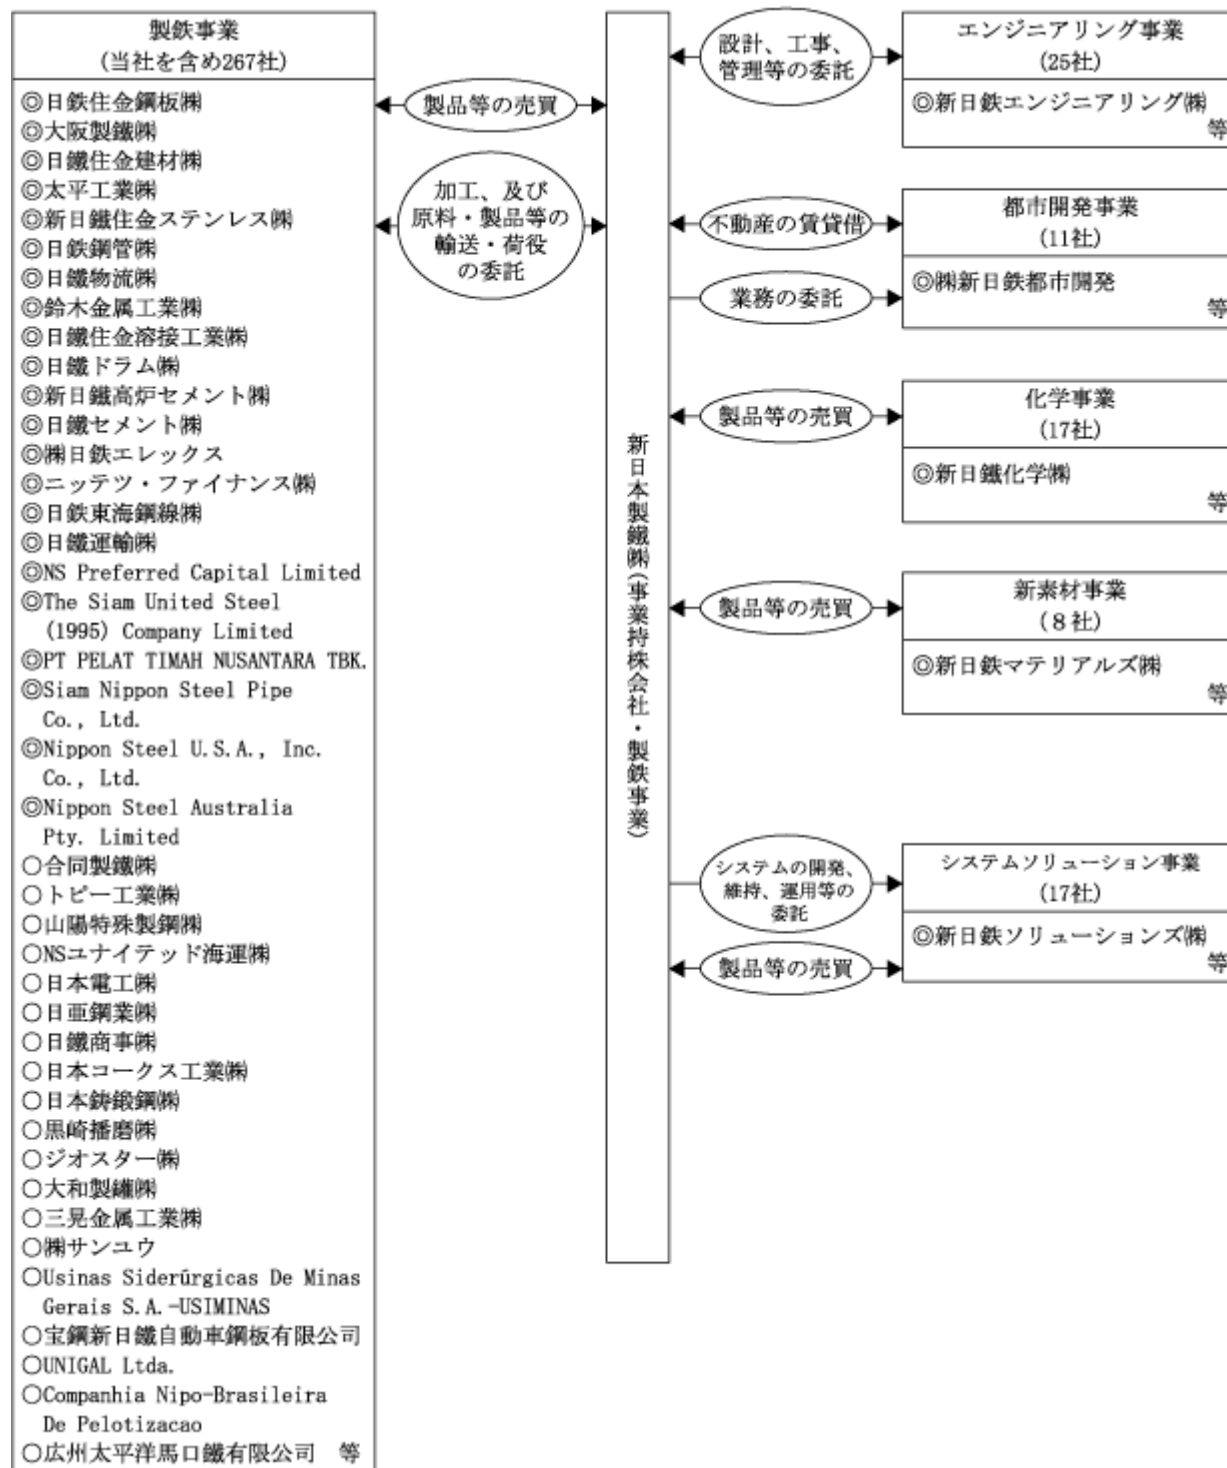 製鉄事業
(当社を含め267社)
◎日鉄住金鋼板㈱
◎大阪製鐵㈱
◎日鐵住金建材㈱
◎太平工業㈱
◎新日鐵住金ステンレス㈱
◎日鉄鋼管㈱
◎日鐵物流㈱
◎鈴木金属工業㈱
◎日鐵住金溶接工業㈱
◎日鐵ドラム㈱
◎新日鐵高炉セメント㈱
◎日鐵セメント㈱
◎㈱日鉄エレックス
◎ニッテツ・ファイナンス㈱
◎日鉄東海鋼線㈱
◎日鐵運輸㈱
◎NS Preferred Capital Limited
◎The Siam United Steel
(1995) Company Limited
◎PT PELAT TIMAH NUSANTARA TBK.
◎Siam Nippon Steel Pipe
Co., Ltd.
◎Nippon Steel U.S.A., Inc.
Co., Ltd.
◎Nippon Steel Australia
Pty. Limited
○合同製鐵㈱
○トピー工業㈱
○山陽特殊製鋼㈱
○NSユナイテッド海運㈱
○日本電工㈱
○日亜鋼業㈱
○日鐵商事㈱
○日本コークス工業㈱
○日本鋳鍛鋼㈱
○黒崎播磨㈱
○ジオスター㈱
○大和製罐㈱
○三晃金属工業㈱
○㈱サンユウ
○Usinas Siderúrgicas De Minas
Gerais S.A.-USIMINAS
○宝鋼新日鐵自動車鋼板有限公司
○UNIGAL Ltda.
○Companhia Nipo-Brasileira
De Pelotizacao
○広州太平洋馬口鐵有限公司 等
製品等の売買
加工、及び
原料・製品等の
輸送・荷役
の委託
新日本製鐵㈱(事業持株会社・製鉄事業)
設計、工事、
管理等の委託
エンジニアリング事業
(25社)
◎新日鉄エンジニアリング㈱
等
不動産の賃貸借
業務の委託
都市開発事業
(11社)
◎㈱新日鉄都市開発
等
製品等の売買
化学事業
(17社)
◎新日鐵化学㈱
等
製品等の売買
新素材事業
(8社)
◎新日鉄マテリアルズ㈱
等
システムの開発、
維持、運用等の
委託
製品等の売買
システムソリューション事業
(17社)
◎新日鉄ソリューションズ㈱
等